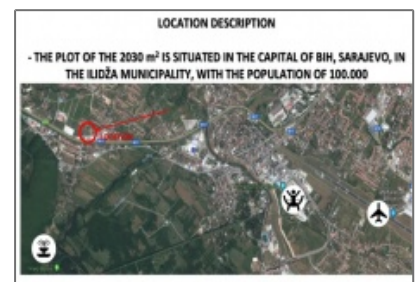 LOCATION DESCRIPTION
- THE PLOT OF THE 2030 m² IS SITUATED IN THE CAPITAL OF BIH, SARAJEVO, IN
THE ILIDŽA MUNICIPALITY, WITH THE POPULATION OF 100.000